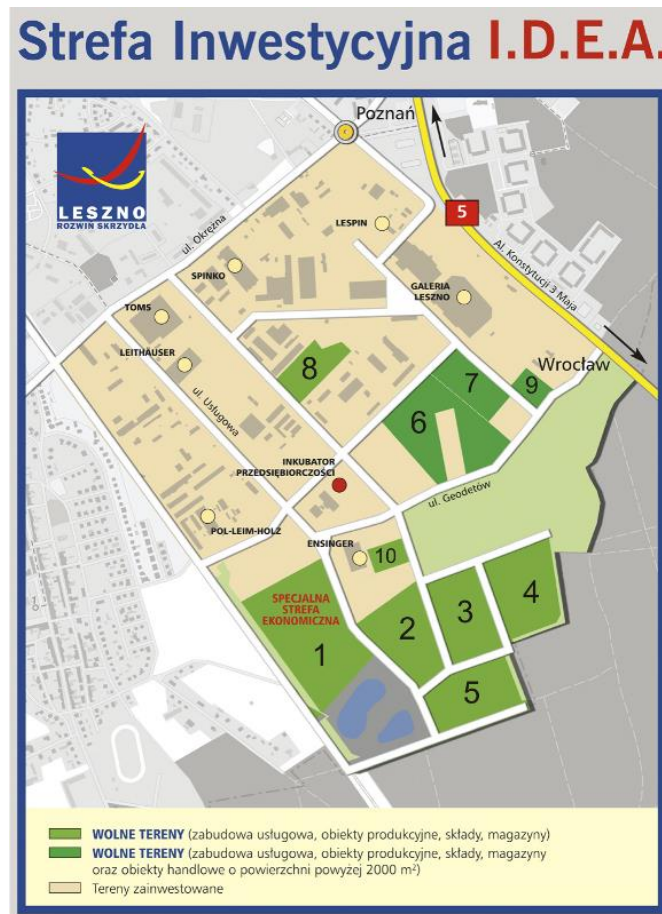 Strefa Inwestycyjna I.D.E.A.
Poznań
LESZNO
ROZWIŃ SKRZYDŁA
ul. Okrężna
LESPIN
5
Al. Konstytucji 3 Maja
SPINKO
GALERIA
LESZNO
TOMS
LEITHÄUSER
Wrocław
8
7
9
ul. Usługowa
6
INKUBATOR
PRZEDSIĘBIORCZOŚCI
ul. Geodetów
POL-LEIM-HOLZ
ENSINGER
10
SPECJALNA
STREFA
EKONOMICZNA
1
2
3
4
5
WOLNE TERENY (zabudowa usługowa, obiekty produkcyjne, składy, magazyny)
WOLNE TERENY (zabudowa usługowa, obiekty produkcyjne, składy, magazyny
oraz obiekty handlowe o powierzchni powyżej 2000 m²)
Tereny zainwestowane